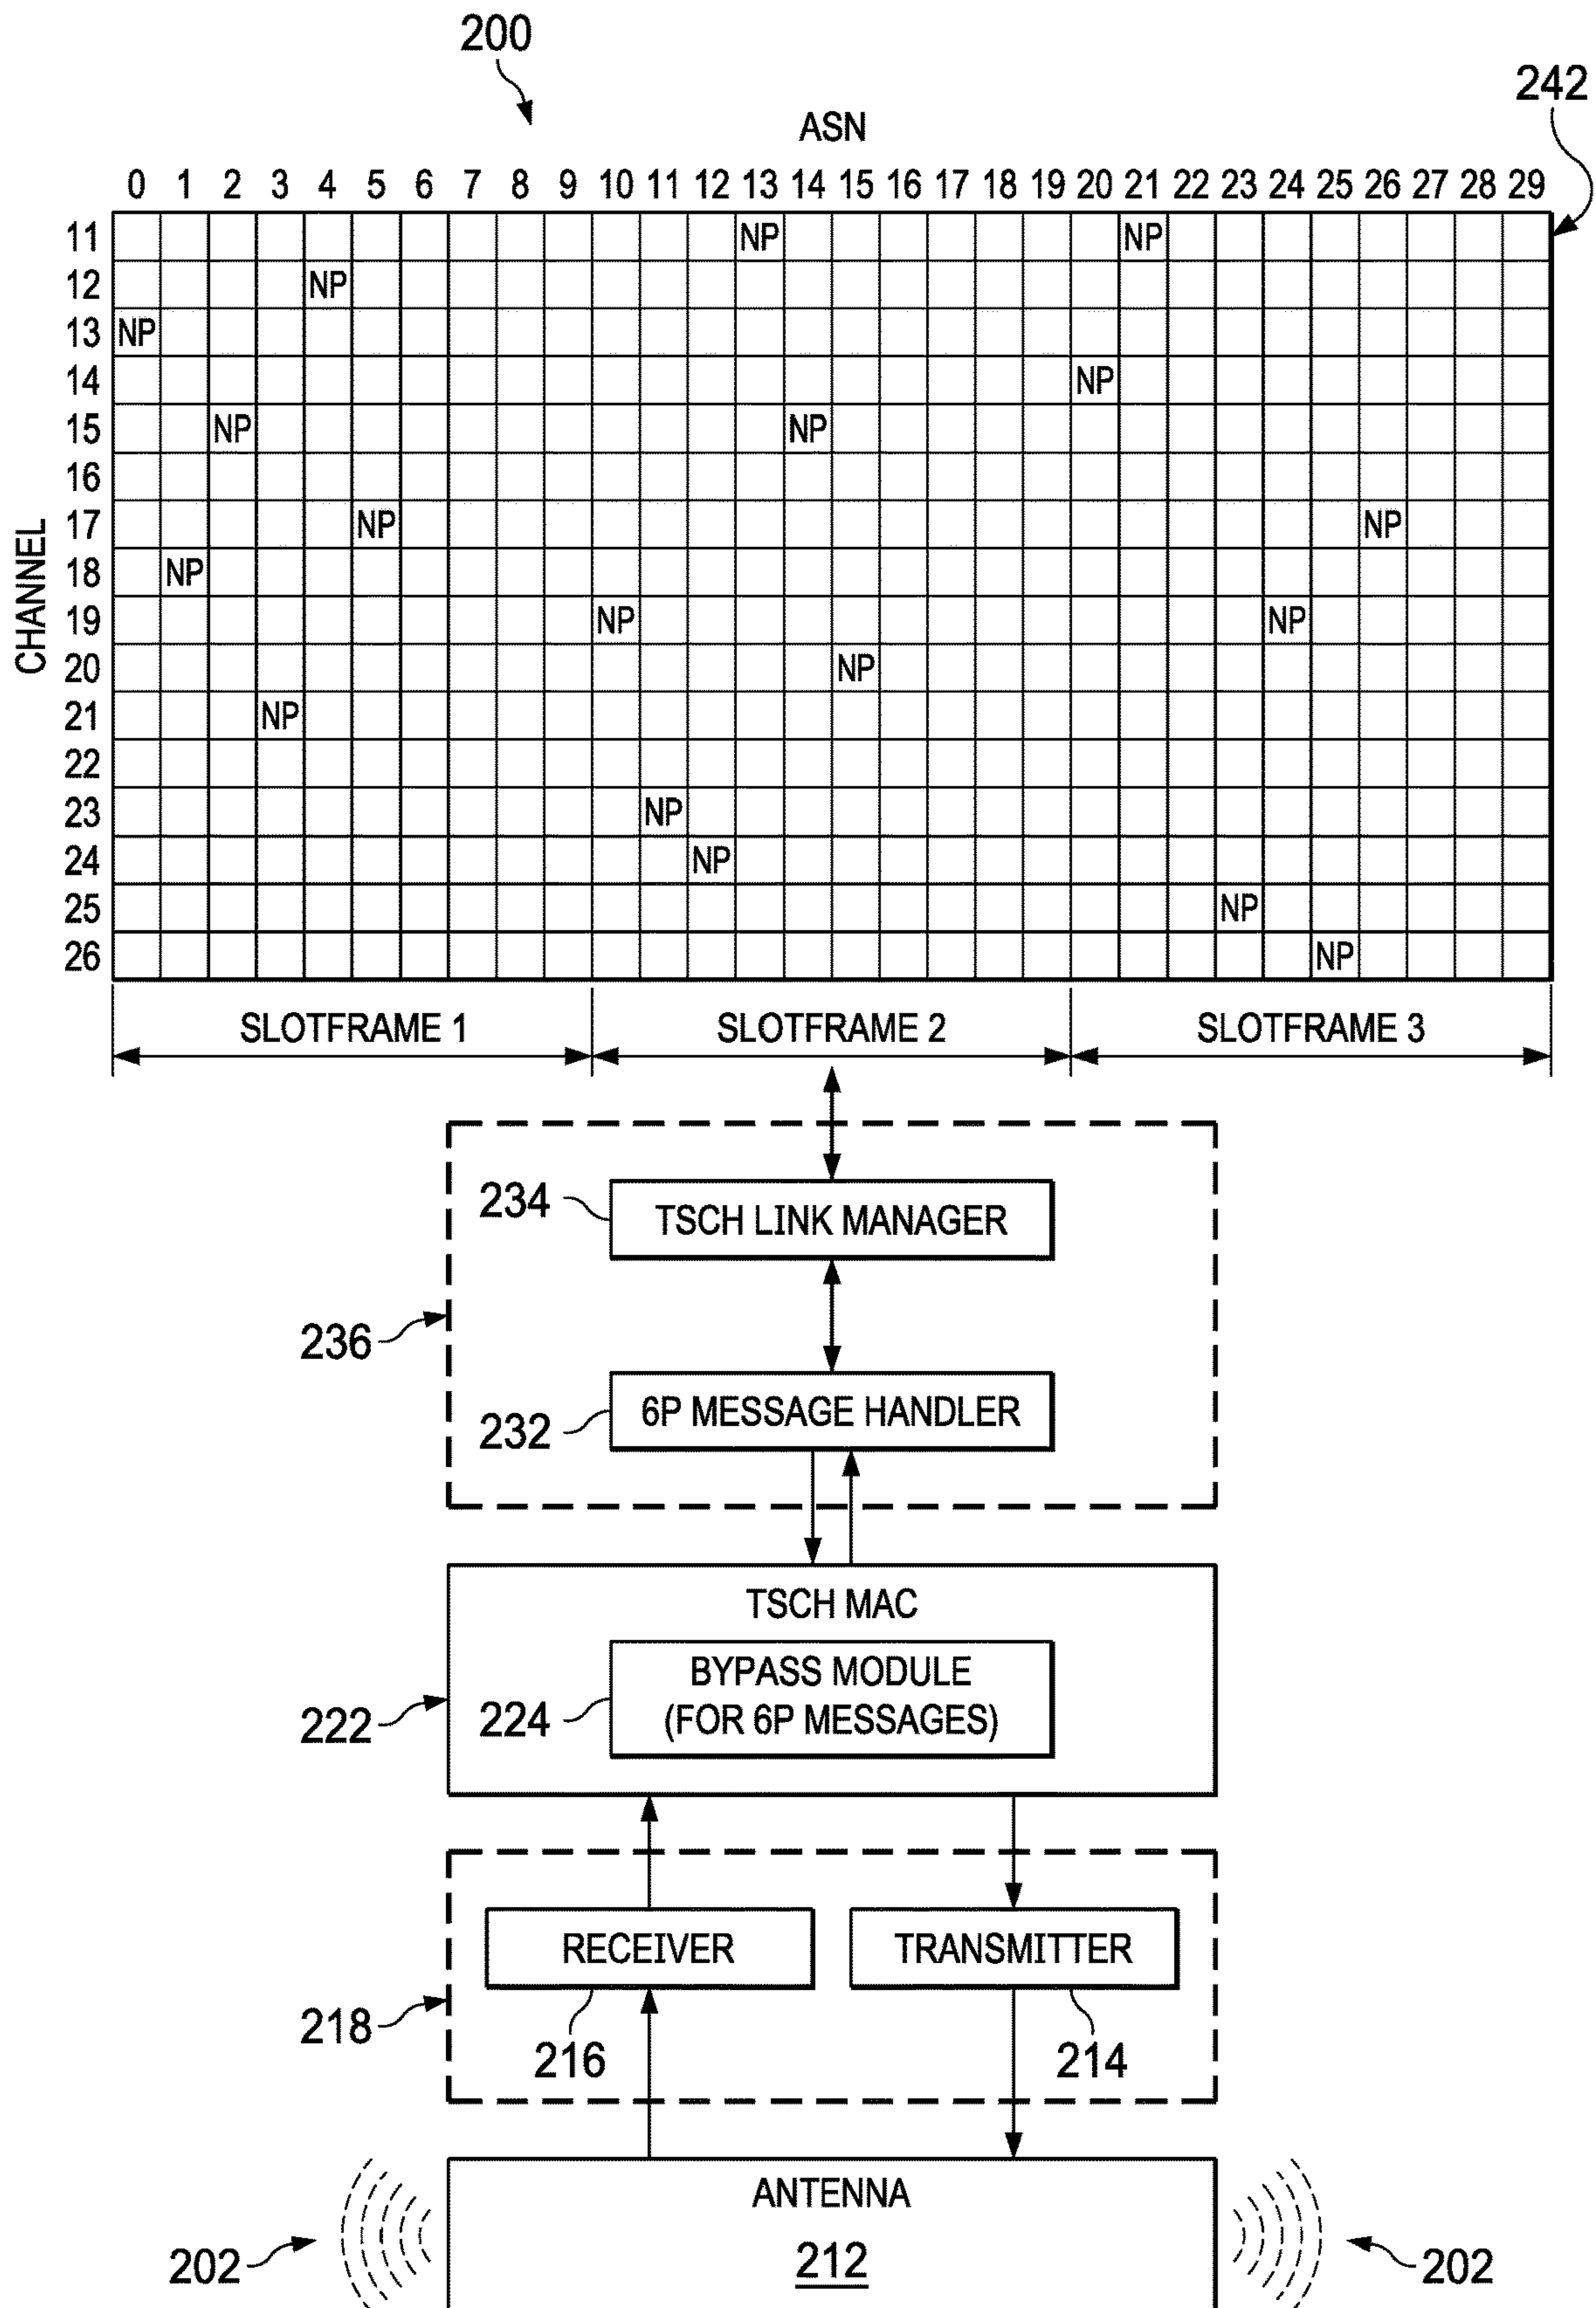 200
242
ASN
0 1 2 3 4 5 6 7 8 9 10 11 12 13 14 15 16 17 18 19 20 21 22 23 24 25 26 27 28 29
CHANNEL
11 NP NP
12 NP
13 NP
14 NP
15 NP NP
16
17 NP NP
18 NP
19 NP NP
20 NP
21 NP
22
23 NP
24 NP
25 NP
26 NP
SLOTFRAME 1 SLOTFRAME 2 SLOTFRAME 3
234 TSCH LINK MANAGER
236
232 6P MESSAGE HANDLER
TSCH MAC
222 224 BYPASS MODULE
(FOR 6P MESSAGES)
RECEIVER TRANSMITTER
218 216 214
ANTENNA
202 212 202